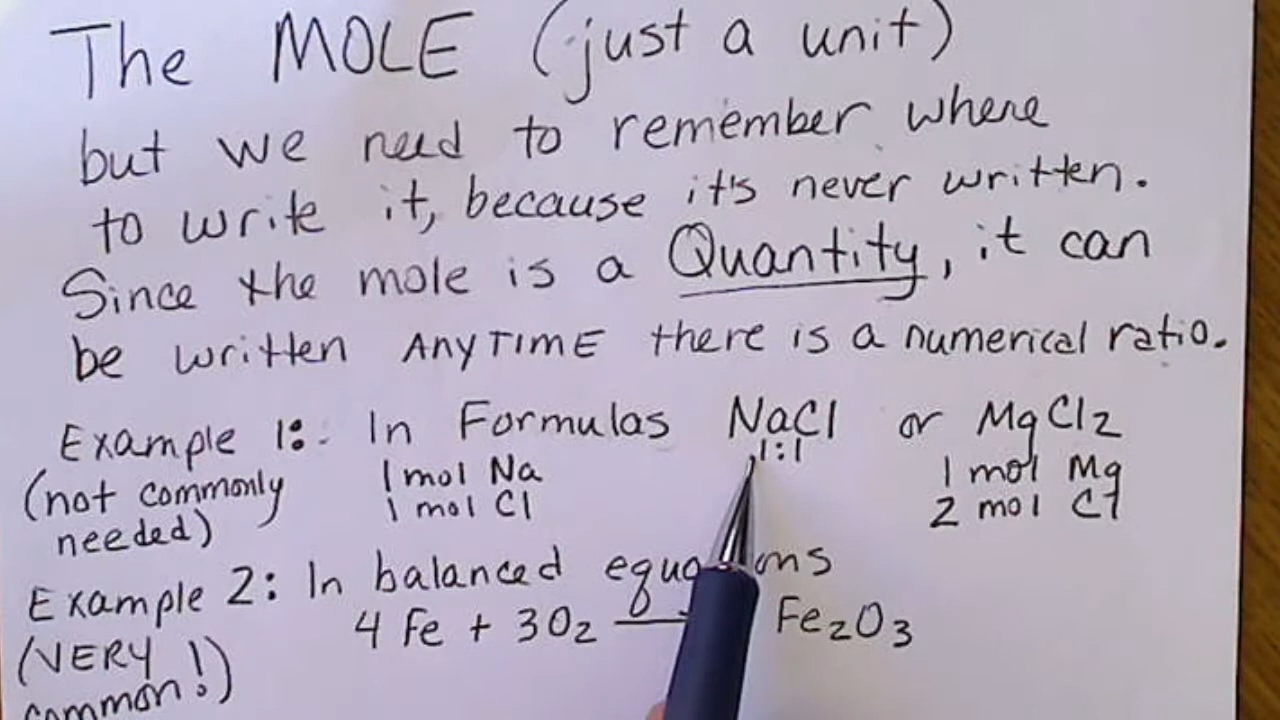 The MOLE (just a unit)
but we need to remember where
to write it, because it's never written.
Since the mole is a Quantity, it can
be written ANYTIME there is a numerical ratio.
Example 1: In Formulas NaCl or MgCl2
1:1
(not commonly 1 mol Na 1 mol Mg
needed) 1 mol Cl 2 mol Cl
Example 2: In balanced
4 Fe + 3O2 Fe2O3
(VERY
common!)